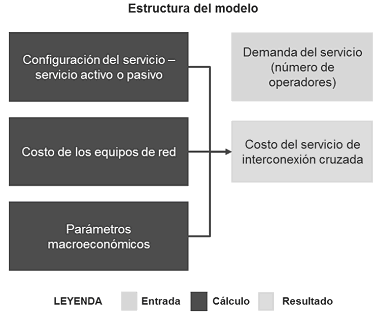 Estructura del modelo
Configuración del servicio –
servicio activo o pasivo
Demanda del servicio
(número de
operadores)
Costo de los equipos de red
Costo del servicio de
interconexión cruzada
Parámetros
macroeconómicos
LEYENDA
Entrada
Cálculo
Resultado